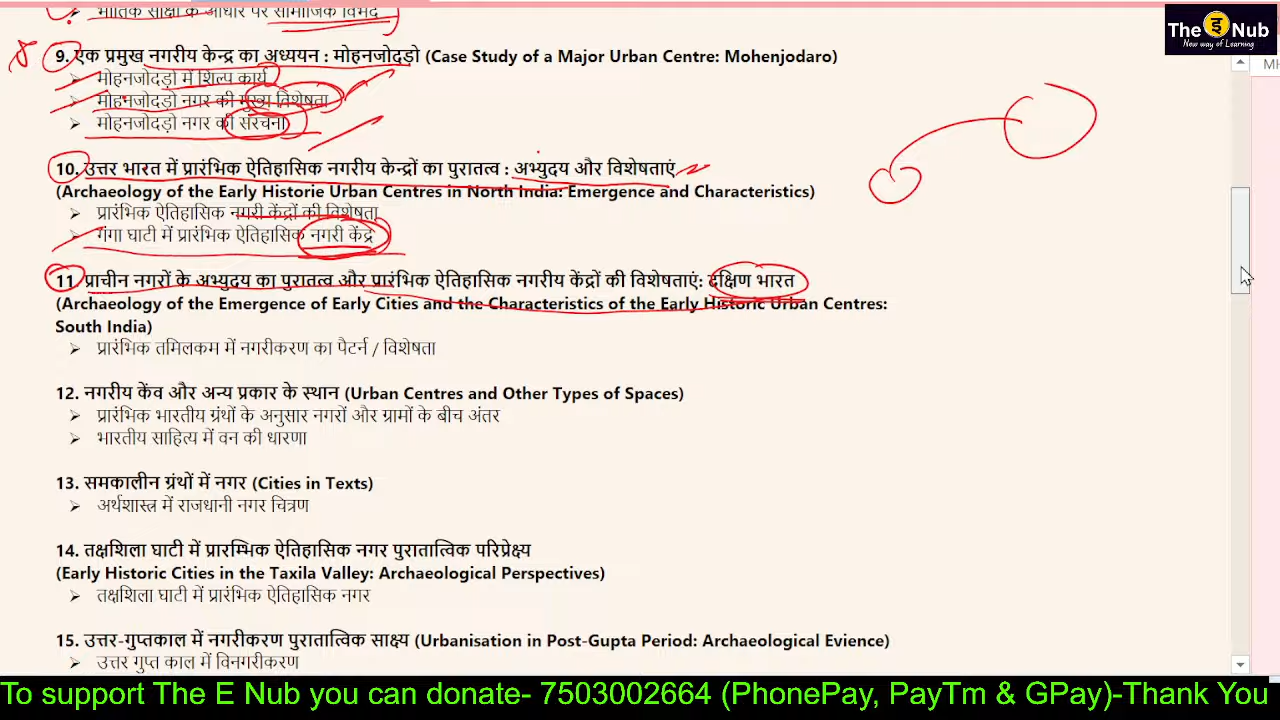 भौतिक साक्ष्यों के आधार पर सामाजिक विभेद
The इ Nub
New way of Learning
9. एक प्रमुख नगरीय केन्द्र का अध्ययन : मोहनजोदड़ो (Case Study of a Major Urban Centre: Mohenjodaro)
➢ मोहनजोदड़ो में शिल्प कार्य
➢ मोहनजोदड़ो नगर की मुख्य विशेषता
➢ मोहनजोदड़ो नगर की संरचना
10. उत्तर भारत में प्रारंभिक ऐतिहासिक नगरीय केन्द्रों का पुरातत्व : अभ्युदय और विशेषताएं
(Archaeology of the Early Historie Urban Centres in North India: Emergence and Characteristics)
➢ प्रारंभिक ऐतिहासिक नगरी केंद्रों की विशेषता
➢ गंगा घाटी में प्रारंभिक ऐतिहासिक नगरी केंद्र
11. प्राचीन नगरों के अभ्युदय का पुरातत्व और प्रारंभिक ऐतिहासिक नगरीय केंद्रों की विशेषताएं: दक्षिण भारत
(Archaeology of the Emergence of Early Cities and the Characteristics of the Early Historic Urban Centres:
South India)
➢ प्रारंभिक तमिलकम में नगरीकरण का पैटर्न / विशेषता
12. नगरीय केंव और अन्य प्रकार के स्थान (Urban Centres and Other Types of Spaces)
➢ प्रारंभिक भारतीय ग्रंथों के अनुसार नगरों और ग्रामों के बीच अंतर
➢ भारतीय साहित्य में वन की धारणा
13. समकालीन ग्रंथों में नगर (Cities in Texts)
➢ अर्थशास्त्र में राजधानी नगर चित्रण
14. तक्षशिला घाटी में प्रारम्भिक ऐतिहासिक नगर पुरातात्विक परिप्रेक्ष्य
(Early Historic Cities in the Taxila Valley: Archaeological Perspectives)
➢ तक्षशिला घाटी में प्रारंभिक ऐतिहासिक नगर
15. उत्तर-गुप्तकाल में नगरीकरण पुरातात्विक साक्ष्य (Urbanisation in Post-Gupta Period: Archaeological Evience)
➢ उत्तर गुप्त काल में विनगरीकरण
To support The E Nub you can donate- 7503002664 (PhonePay, PayTm & GPay)-Thank You